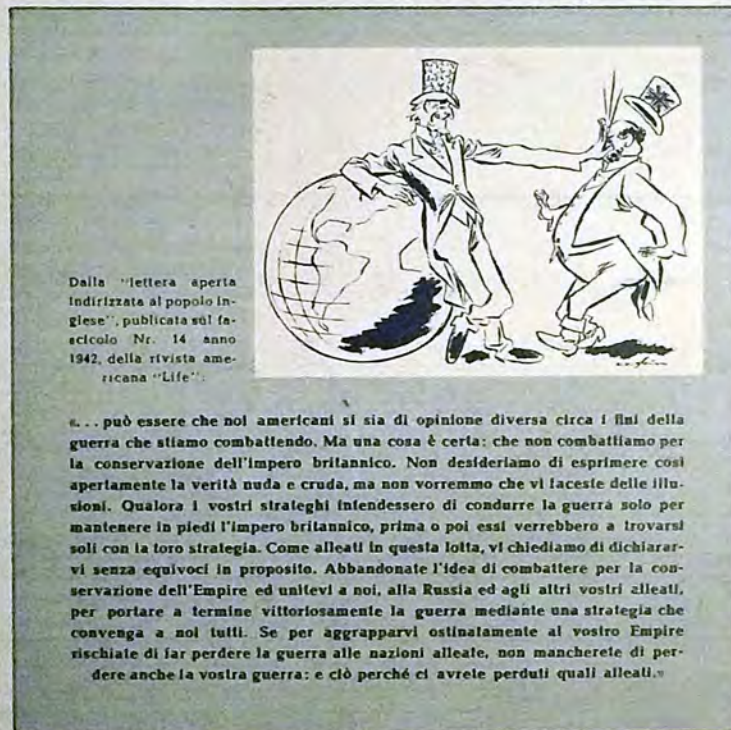 Dalla "lettera aperta
indirizzata al popolo in-
glese", publicata sul fa-
scicolo Nr. 14 anno
1942, della rivista ame-
ricana "Life":
«... può essere che noi americani si sia di opinione diversa circa i fini della
guerra che stiamo combattendo. Ma una cosa è certa: che non combattiamo per
la conservazione dell'impero britannico. Non desideriamo di esprimere così
apertamente la verità nuda e cruda, ma non vorremmo che vi faceste delle illu-
sioni. Qualora i vostri strateghi intendessero di condurre la guerra solo per
mantenere in piedi l'impero britannico, prima o poi essi verrebbero a trovarsi
soli con la loro strategia. Come alleati in questa lotta, vi chiediamo di dichiarar-
vi senza equivoci in proposito. Abbandonate l'idea di combattere per la con-
servazione dell'Empire ed unitevi a noi, alla Russia ed agli altri vostri alleati,
per portare a termine vittoriosamente la guerra mediante una strategia che
convenga a noi tutti. Se per aggrapparvi ostinatamente al vostro Empire
rischiate di far perdere la guerra alle nazioni alleate, non mancherete di per-
dere anche la vostra guerra: e ciò perché ci avrete perduti quali alleati.»